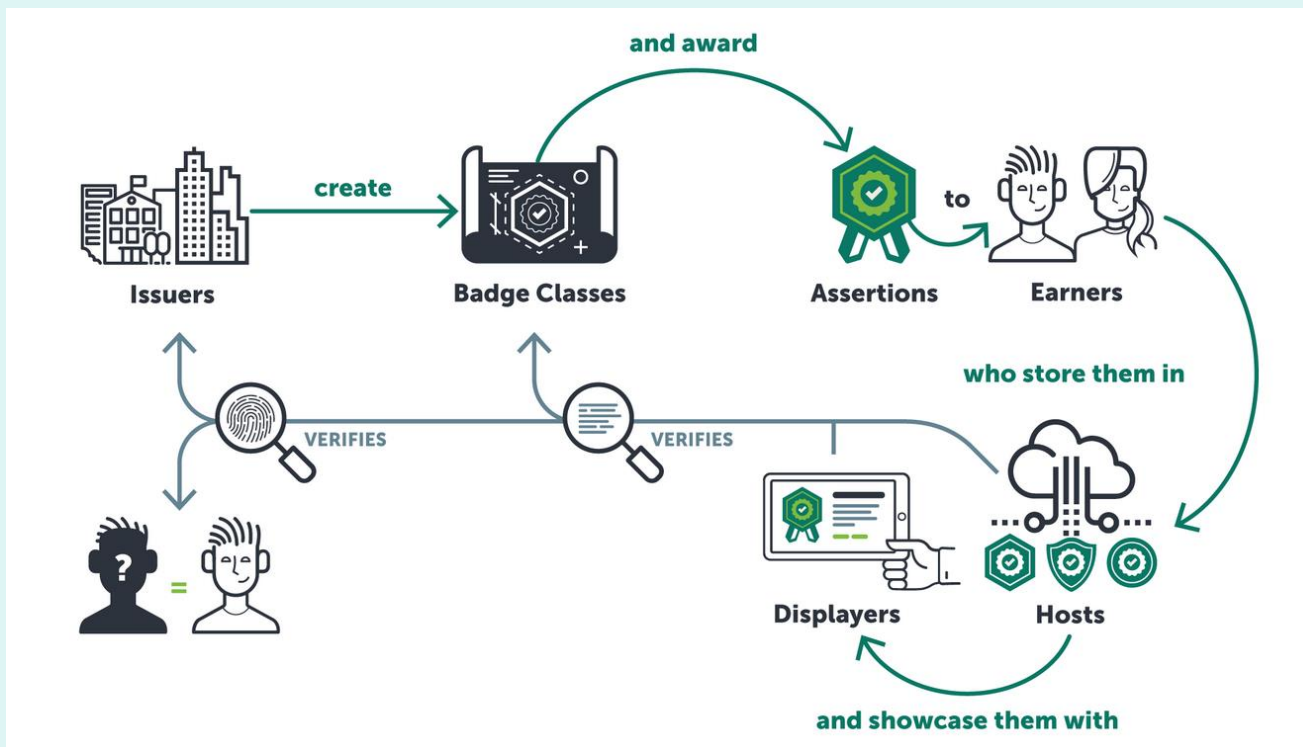 and award
create
to
Issuers
Badge Classes
Assertions
Earners
who store them in
VERIFIES
VERIFIES
?
=
Displayers
Hosts
and showcase them with